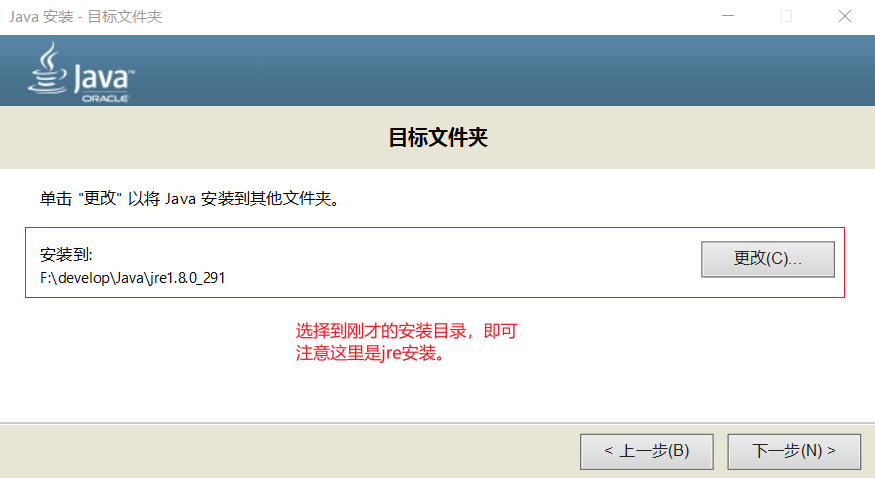 Java 安装 - 目标文件夹
Java™
ORACLE
目标文件夹
单击 "更改" 以将 Java 安装到其他文件夹。
安装到:
F:\develop\Java\jre1.8.0_291
更改(C)...
选择到刚才的安装目录，即可
注意这里是jre安装。
< 上一步(B)
下一步(N) >